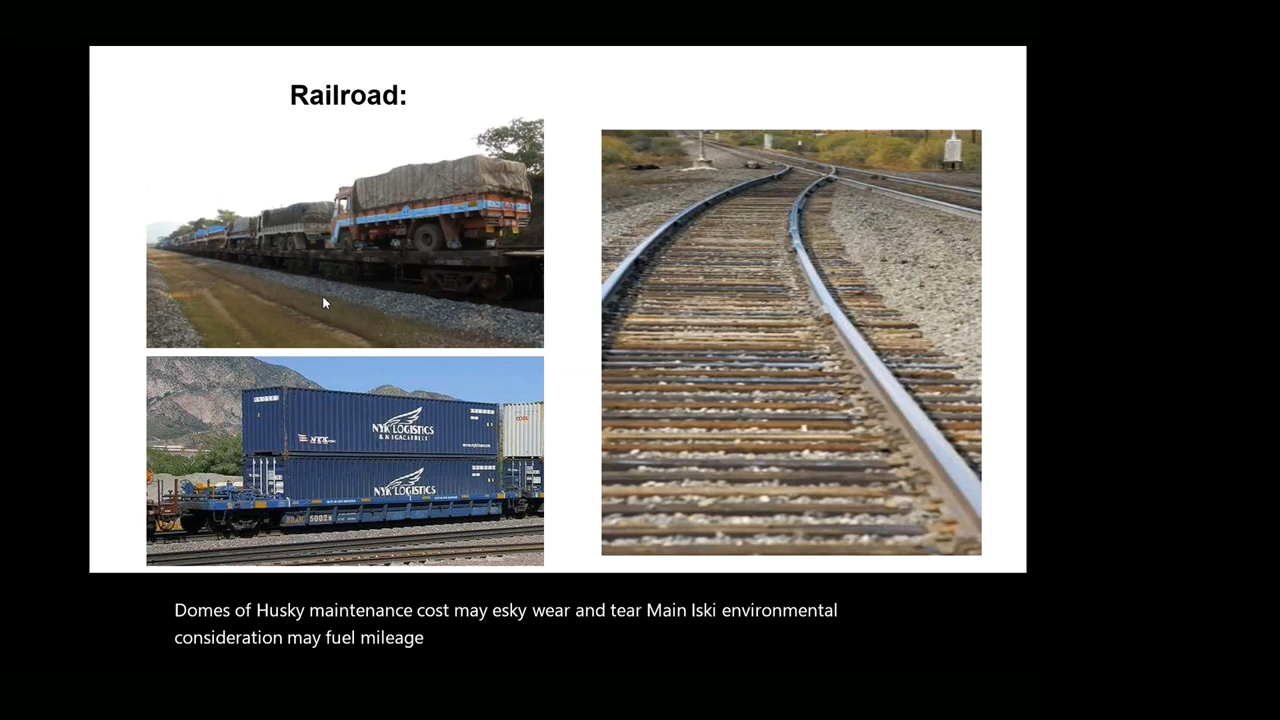 Railroad:
NYK LOGISTICS
NYK LOGISTICS
5002
Domes of Husky maintenance cost may esky wear and tear Main Iski environmental
consideration may fuel mileage